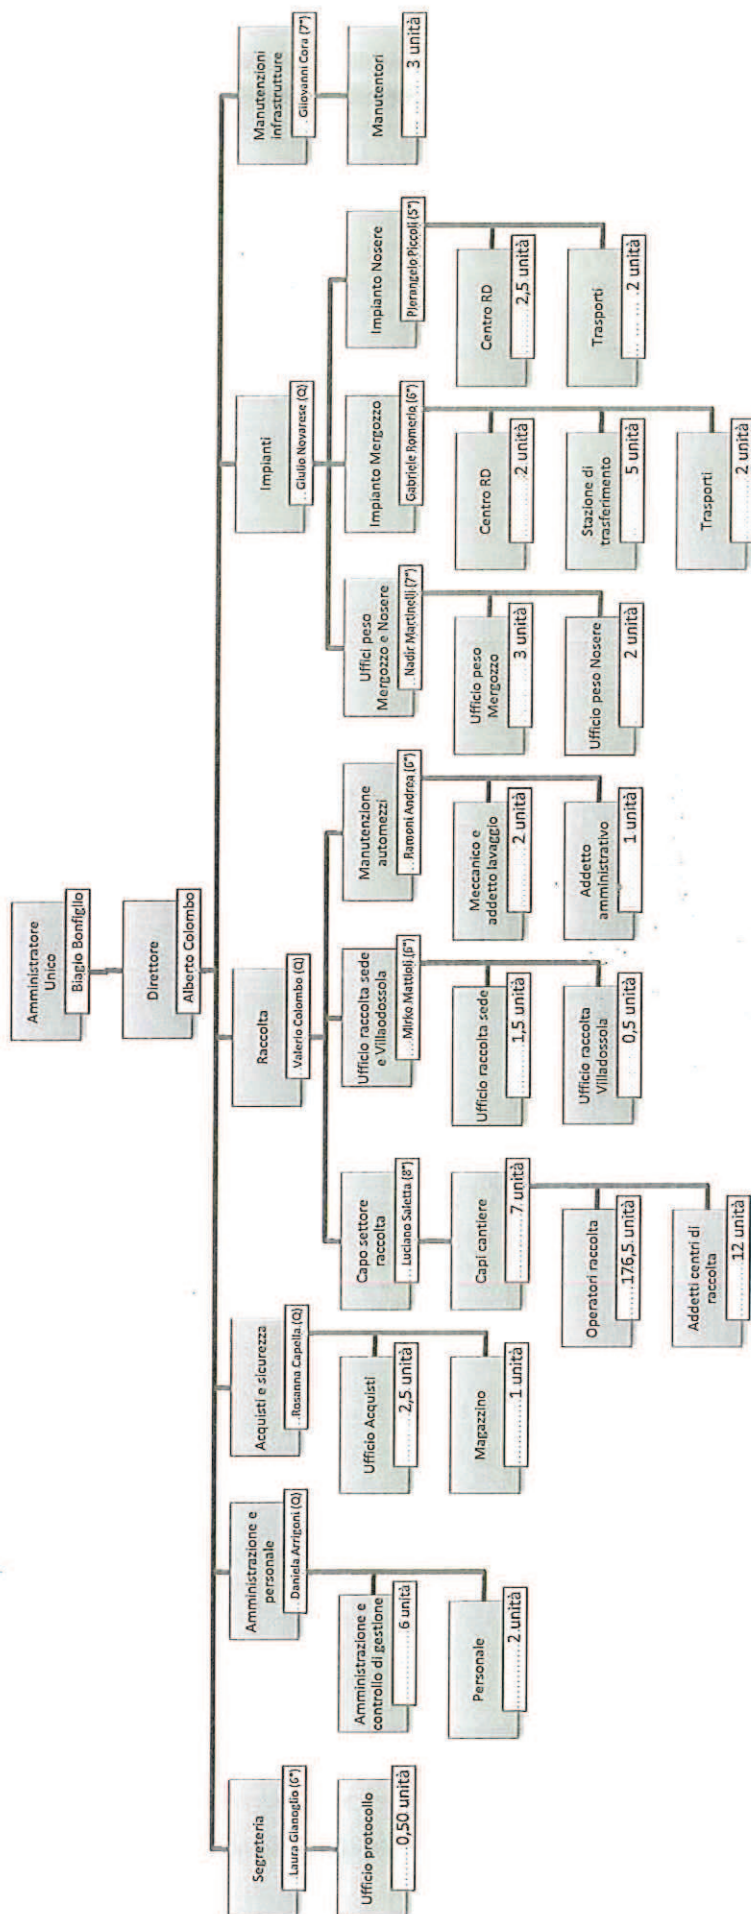 Amministratore
Unico
Biagio Bonfiglio
Direttore
Alberto Colombo
Segreteria
Laura Gianoglio (6°)
Ufficio protocollo
0,50 unità
Amministrazione e
personale
Daniela Arrigoni (Q)
Amministrazione e
controllo di gestione
6 unità
Personale
2 unità
Acquisti e sicurezza
Rosanna Capella (Q)
Ufficio Acquisti
2,5 unità
Magazzino
1 unità
Raccolta
Valerio Colombo (Q)
Capo settore
raccolta
Luciano Saletta (8°)
Capi cantiere
7 unità
Operatori raccolta
176,5 unità
Addetti centri di
raccolta
12 unità
Ufficio raccolta sede
e Villaodossola
Mirko Mattioli (6°)
Ufficio raccolta sede
1,5 unità
Ufficio raccolta
Villadossola
0,5 unità
Manutenzione
automezzi
Ramoni Andrea (6°)
Meccanico e
addetto lavaggio
2 unità
Addetto
amministrativo
1 unità
Impianti
Giulio Novarese (Q)
Uffici peso
Mergozzo e Nosere
Nadir Martinelli (7°)
Ufficio peso
Mergozzo
3 unità
Ufficio peso Nosere
2 unità
Impianto Mergozzo
Gabriele Romerio (6°)
Centro RD
2 unità
Stazione di
trasferimento
5 unità
Trasporti
2 unità
Impianto Nosere
Pierangelo Piccoli (5°)
Centro RD
2,5 unità
Trasporti
2 unità
Manutenzioni
infrastrutture
Giiovanni Cora (7°)
Manutentori
3 unità